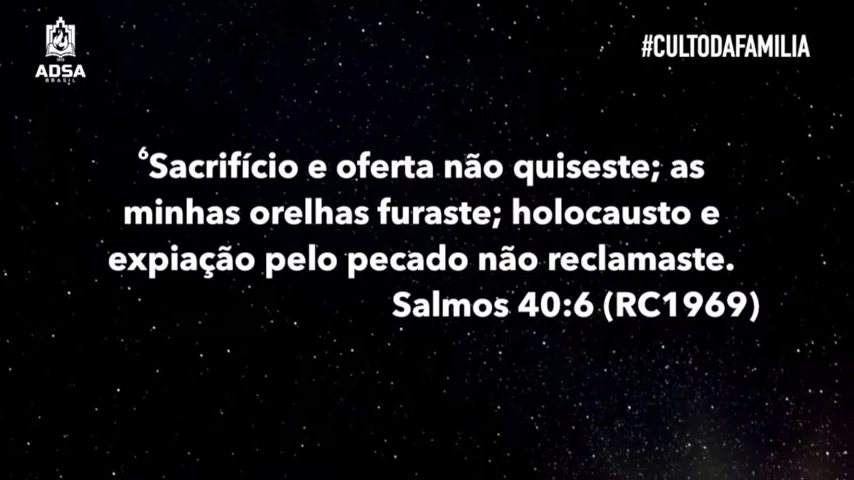 ADSA
BRASIL
#CULTODAFAMILIA
⁶Sacrifício e oferta não quiseste; as
minhas orelhas furaste; holocausto e
expiação pelo pecado não reclamaste.
Salmos 40:6 (RC1969)